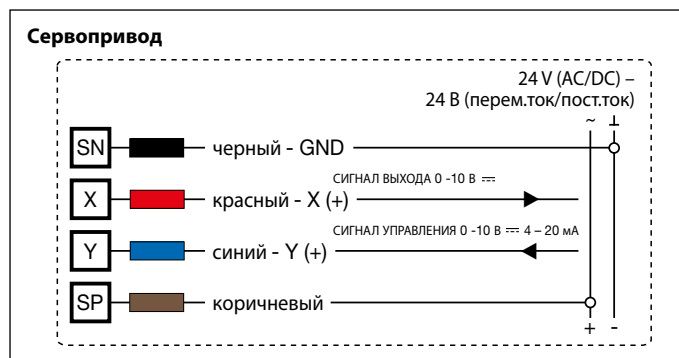 Сервопривод
24 V (AC/DC) –
24 В (перем.ток/пост.ток)
~ ⊥
SN черный - GND
СИГНАЛ ВЫХОДА 0 -10 В ⎓
X красный - X (+)
СИГНАЛ УПРАВЛЕНИЯ 0 -10 В ⎓ 4 – 20 мА
Y синий - Y (+)
SP коричневый
+ -